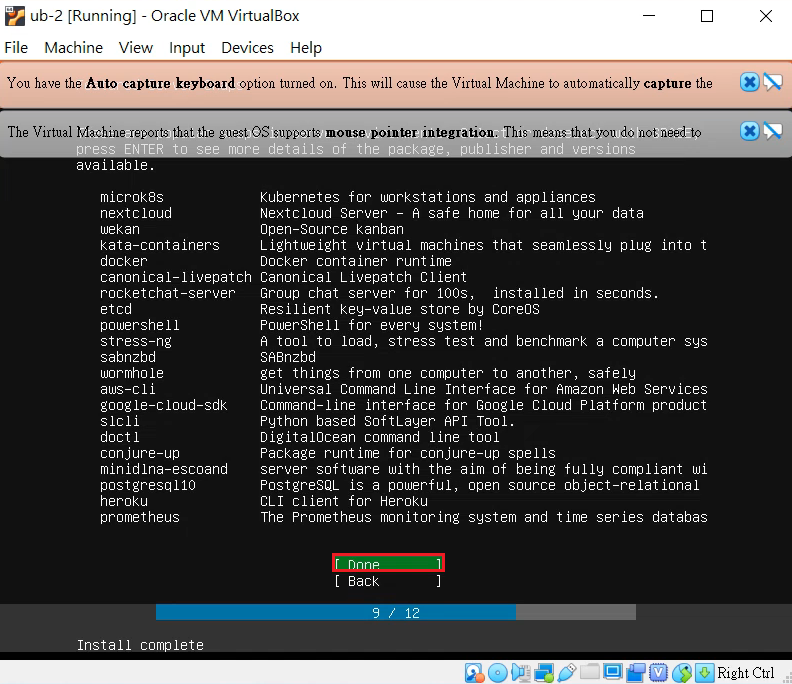 ub-2 [Running] - Oracle VM VirtualBox
File Machine View Input Devices Help
You have the Auto capture keyboard option turned on. This will cause the Virtual Machine to automatically capture the
The Virtual Machine reports that the guest OS supports mouse pointer integration. This means that you do not need to
press ENTER to see more details of the package, publisher and versions
available.
microk8s Kubernetes for workstations and appliances
nextcloud Nextcloud Server - A safe home for all your data
wekan Open-Source kanban
kata-containers Lightweight virtual machines that seamlessly plug into t
docker Docker container runtime
canonical-livepatch Canonical Livepatch Client
rocketchat-server Group chat server for 100s, installed in seconds.
etcd Resilient key-value store by CoreOS
powershell PowerShell for every system!
stress-ng A tool to load, stress test and benchmark a computer sys
sabnzbd SABnzbd
wormhole get things from one computer to another, safely
aws-cli Universal Command Line Interface for Amazon Web Services
google-cloud-sdk Command-line interface for Google Cloud Platform product
slcli Python based SoftLayer API Tool.
doctl DigitalOcean command line tool
conjure-up Package runtime for conjure-up spells
minidlna-escoand server software with the aim of being fully compliant wi
postgresql10 PostgreSQL is a powerful, open source object-relational
heroku CLI client for Heroku
prometheus The Prometheus monitoring system and time series databas
[ Done ]
[ Back ]
9 / 12
Install complete
Right Ctrl